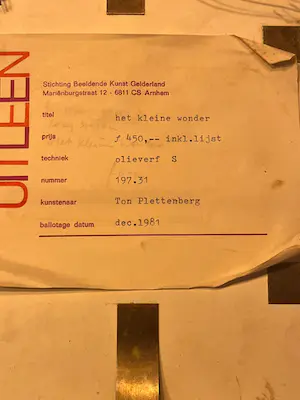 UITLEEN
Stichting Beeldende Kunst Gelderland
Mariënburgstraat 12 - 6811 CS Arnhem
titel het kleine wonder
prijs ƒ 450,-- inkl.lijst
techniek olieverf S
nummer 197.31
kunstenaar Ton Plettenberg
ballotage datum dec.1981